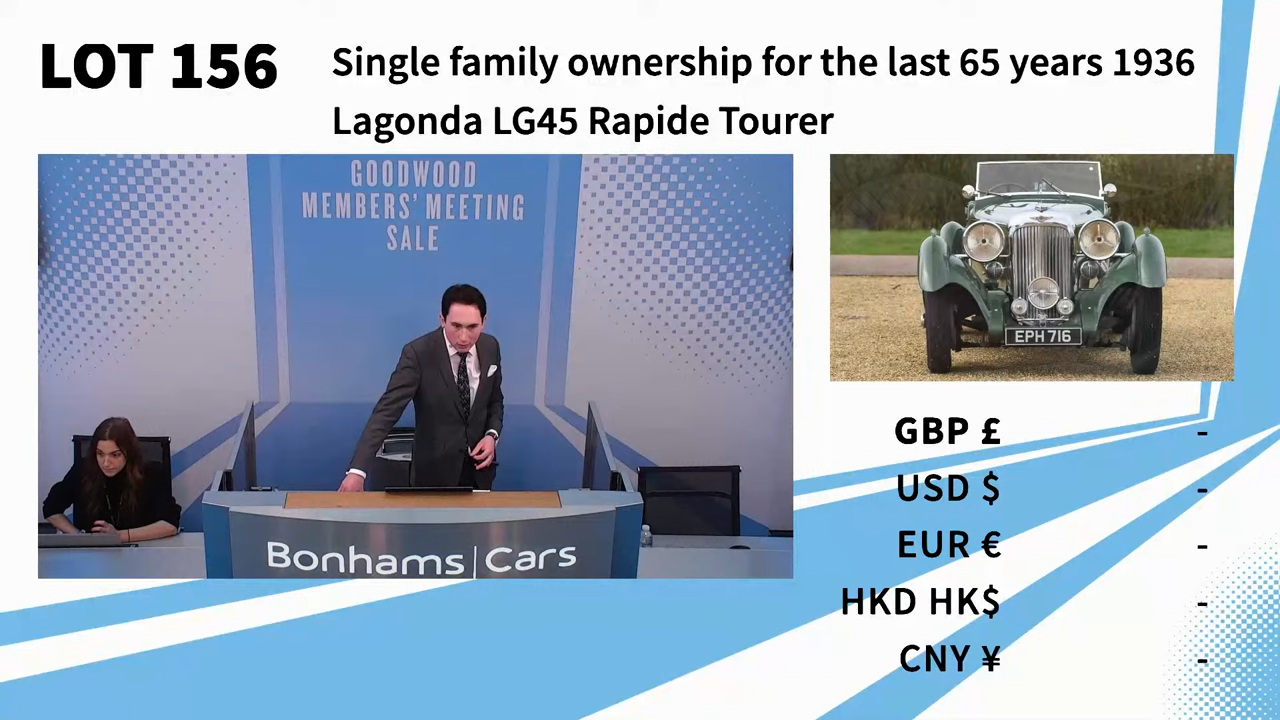 LOT 156
Single family ownership for the last 65 years 1936
Lagonda LG45 Rapide Tourer
GOODWOOD
MEMBERS' MEETING
SALE
Bonhams|Cars
EPH 716
GBP £ -
USD $ -
EUR € -
HKD HK$ -
CNY ¥ -